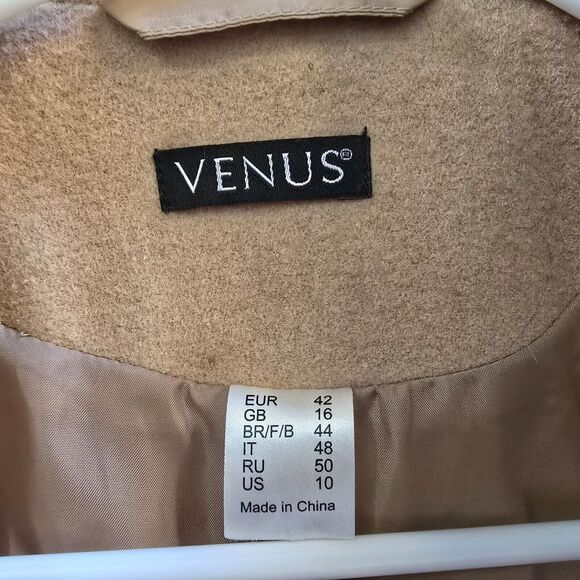 VENUS®
EUR 42
GB 16
BR/F/B 44
IT 48
RU 50
US 10
Made in China